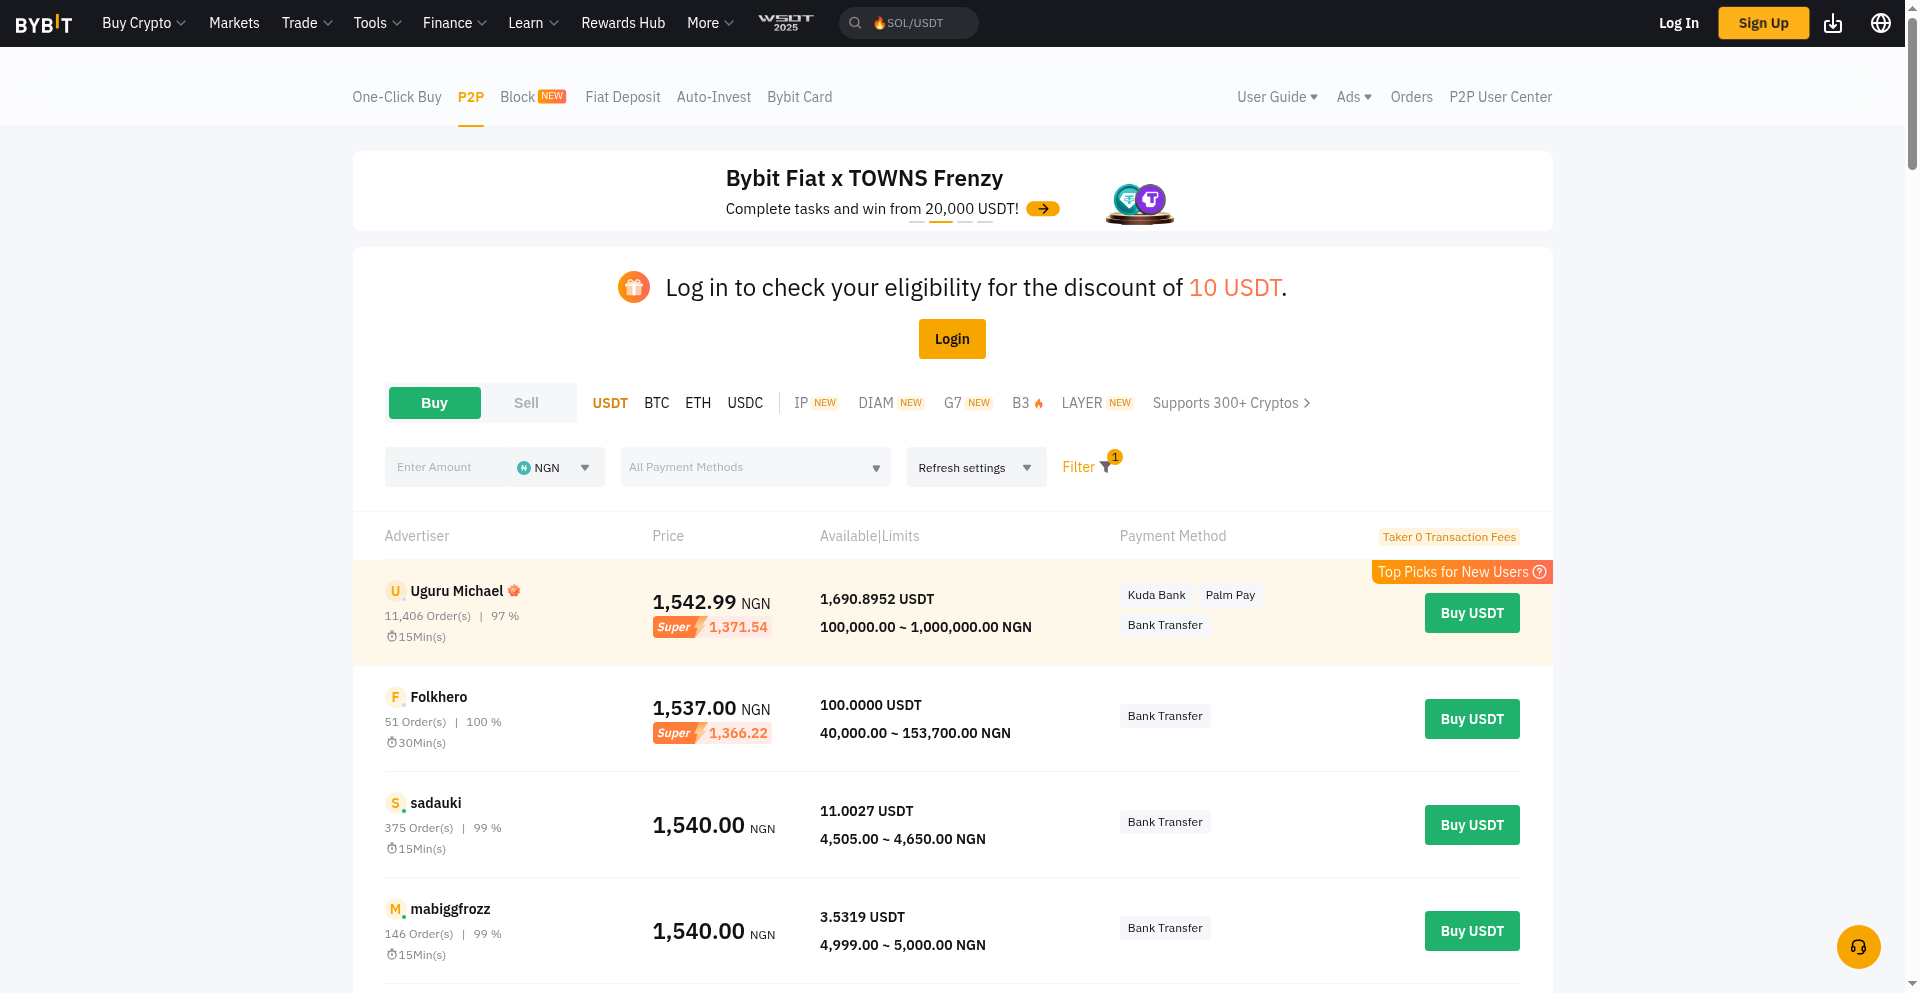 BYBIT Buy Crypto Markets Trade Tools Finance Learn Rewards Hub More WSOT 2025 SOL/USDT Log In Sign Up
One-Click Buy P2P Block NEW Fiat Deposit Auto-Invest Bybit Card User Guide Ads Orders P2P User Center
Bybit Fiat x TOWNS Frenzy
Complete tasks and win from 20,000 USDT!
Log in to check your eligibility for the discount of 10 USDT.
Login
Buy Sell USDT BTC ETH USDC IP NEW DIAM NEW G7 NEW B3 LAYER NEW Supports 300+ Cryptos
Enter Amount NGN All Payment Methods Refresh settings Filter 1
Advertiser Price Available|Limits Payment Method Taker 0 Transaction Fees
Top Picks for New Users
U Uguru Michael
11,406 Order(s) | 97 %
15Min(s)
1,542.99 NGN
Super 1,371.54
1,690.8952 USDT
100,000.00 ~ 1,000,000.00 NGN
Kuda Bank Palm Pay
Bank Transfer
Buy USDT
F Folkhero
51 Order(s) | 100 %
30Min(s)
1,537.00 NGN
Super 1,366.22
100.0000 USDT
40,000.00 ~ 153,700.00 NGN
Bank Transfer
Buy USDT
S sadauki
375 Order(s) | 99 %
15Min(s)
1,540.00 NGN
11.0027 USDT
4,505.00 ~ 4,650.00 NGN
Bank Transfer
Buy USDT
M mabiggfrozz
146 Order(s) | 99 %
15Min(s)
1,540.00 NGN
3.5319 USDT
4,999.00 ~ 5,000.00 NGN
Bank Transfer
Buy USDT